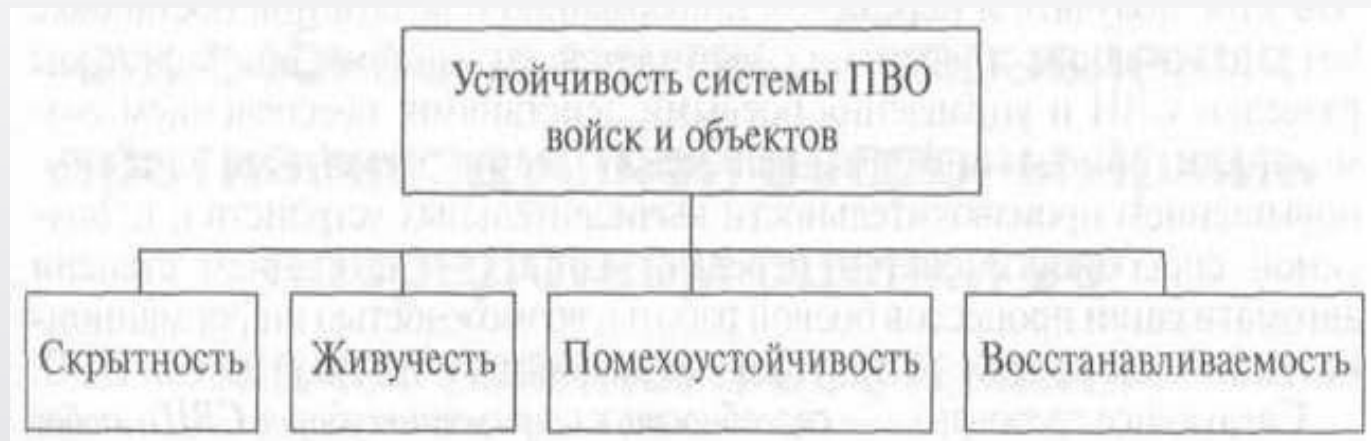 Устойчивость системы ПВО
войск и объектов
Скрытность
Живучесть
Помехоустойчивость
Восстанавливаемость